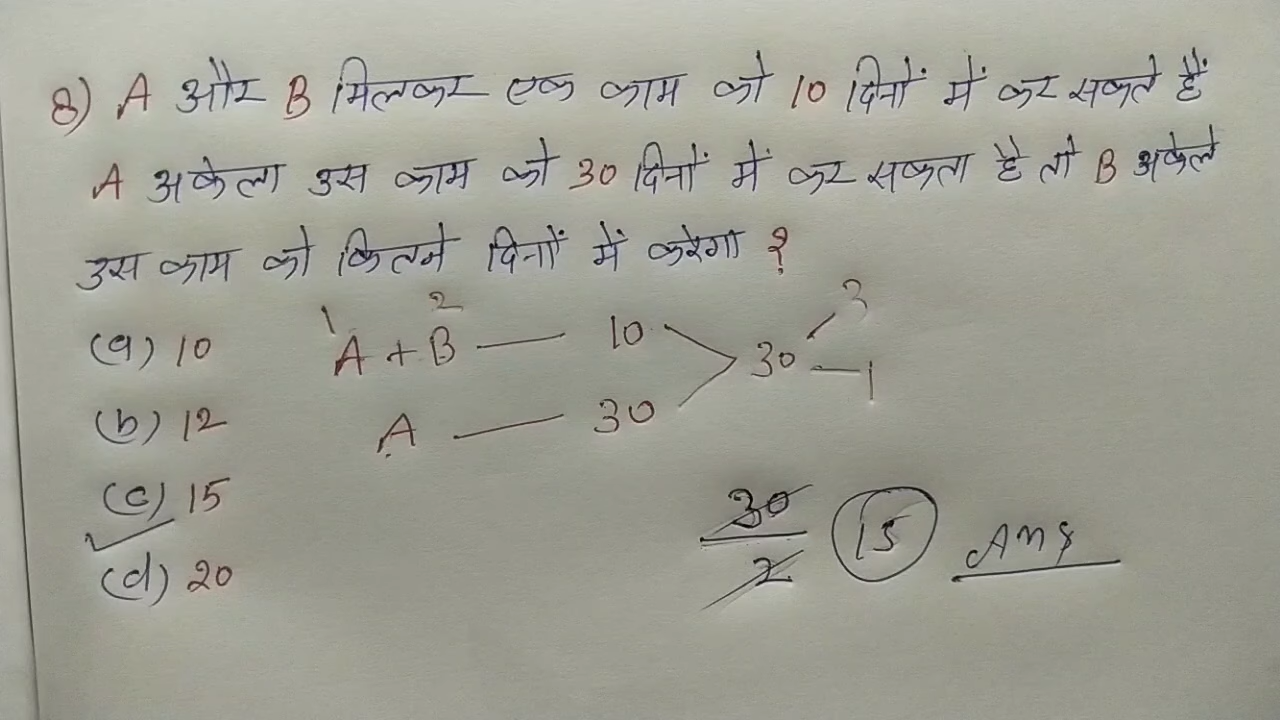 8) A और B मिलकर एक काम को 10 दिनों में कर सकते हैं
A अकेला उस काम को 30 दिनों में कर सकता है तो B अकेले
उस काम को कितने दिनों में करेगा ?
(a) 10
(b) 12
(c) 15
(d) 20
1 2
A + B — 10
A — 30
30
3
1
30
2
15 Ans